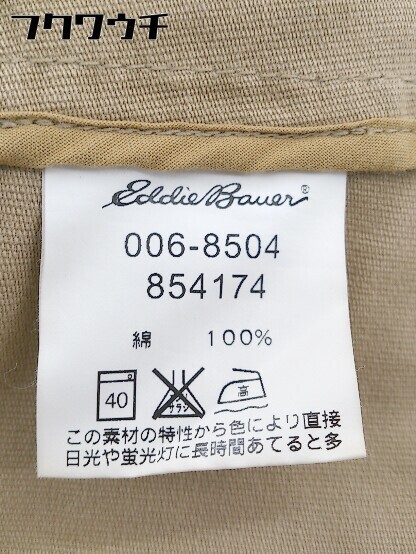 フクワウチ
Eddie Bauer®
006-8504
854174
綿 100%
40 サラシ 高
この素材の特性から色により直接
日光や蛍光灯に長時間あてると多